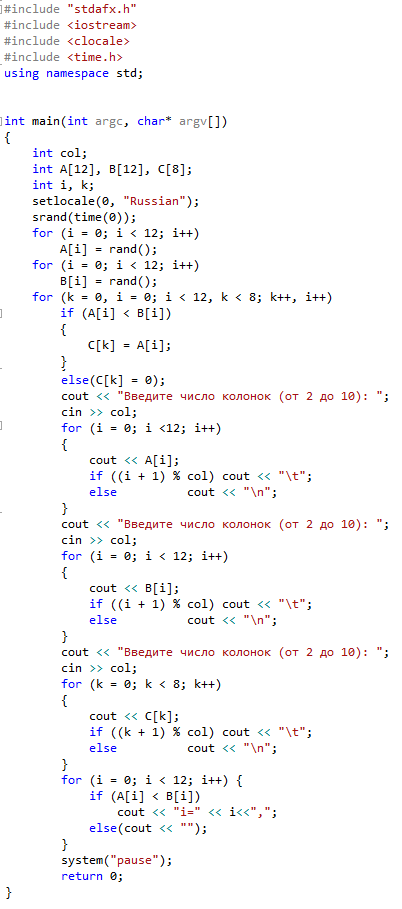 #include "stdafx.h"
#include <iostream>
#include <clocale>
#include <time.h>
using namespace std;
int main(int argc, char* argv[])
{
int col;
int A[12], B[12], C[8];
int i, k;
setlocale(0, "Russian");
srand(time(0));
for (i = 0; i < 12; i++)
A[i] = rand();
for (i = 0; i < 12; i++)
B[i] = rand();
for (k = 0, i = 0; i < 12, k < 8; k++, i++)
if (A[i] < B[i])
{
C[k] = A[i];
}
else(C[k] = 0);
cout << "Введите число колонок (от 2 до 10): ";
cin >> col;
for (i = 0; i <12; i++)
{
cout << A[i];
if ((i + 1) % col) cout << "\t";
else cout << "\n";
}
cout << "Введите число колонок (от 2 до 10): ";
cin >> col;
for (i = 0; i < 12; i++)
{
cout << B[i];
if ((i + 1) % col) cout << "\t";
else cout << "\n";
}
cout << "Введите число колонок (от 2 до 10): ";
cin >> col;
for (k = 0; k < 8; k++)
{
cout << C[k];
if ((k + 1) % col) cout << "\t";
else cout << "\n";
}
for (i = 0; i < 12; i++) {
if (A[i] < B[i])
cout << "i=" << i<<",";
else(cout << "");
}
system("pause");
return 0;
}